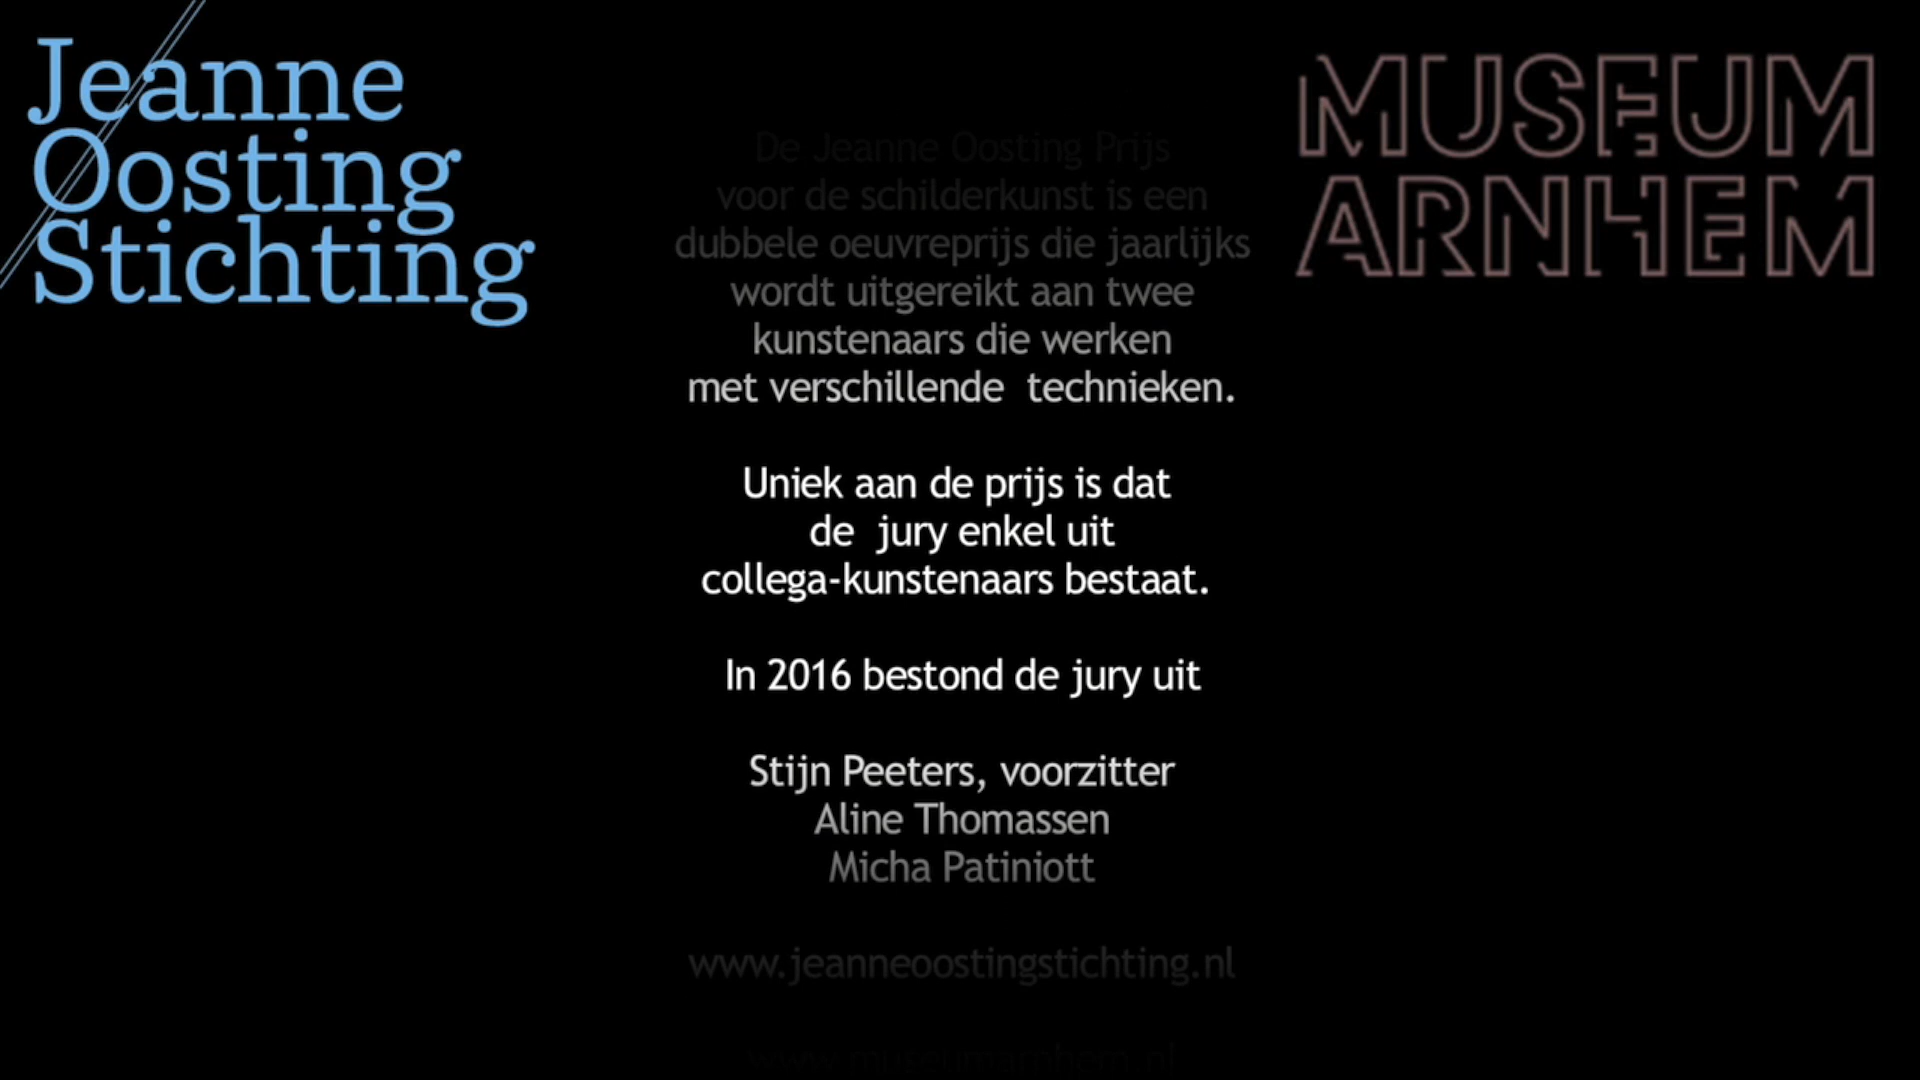 Jeanne
Oosting
Stichting
MUSEUM
ARNHEM
De Jeanne Oosting Prijs
voor de schilderkunst is een
dubbele oeuvreprijs die jaarlijks
wordt uitgereikt aan twee
kunstenaars die werken
met verschillende  technieken.
Uniek aan de prijs is dat
de  jury enkel uit
collega-kunstenaars bestaat.
In 2016 bestond de jury uit
Stijn Peeters, voorzitter
Aline Thomassen
Micha Patiniott
www.jeanneoostingstichting.nl
www.museumarnhem.nl